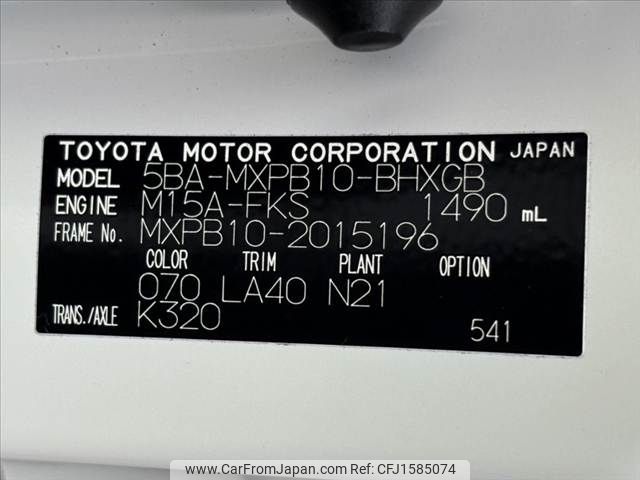 TOYOTA MOTOR CORPORATION JAPAN
MODEL 5BA-MXPB10-BHXGB
ENGINE M15A-FKS 1490 mL
FRAME No. MXPB10-2015196
COLOR TRIM PLANT OPTION
070 LA40 N21
TRANS./AXLE K320
541
www.CarFromJapan.com - CFJ1585074